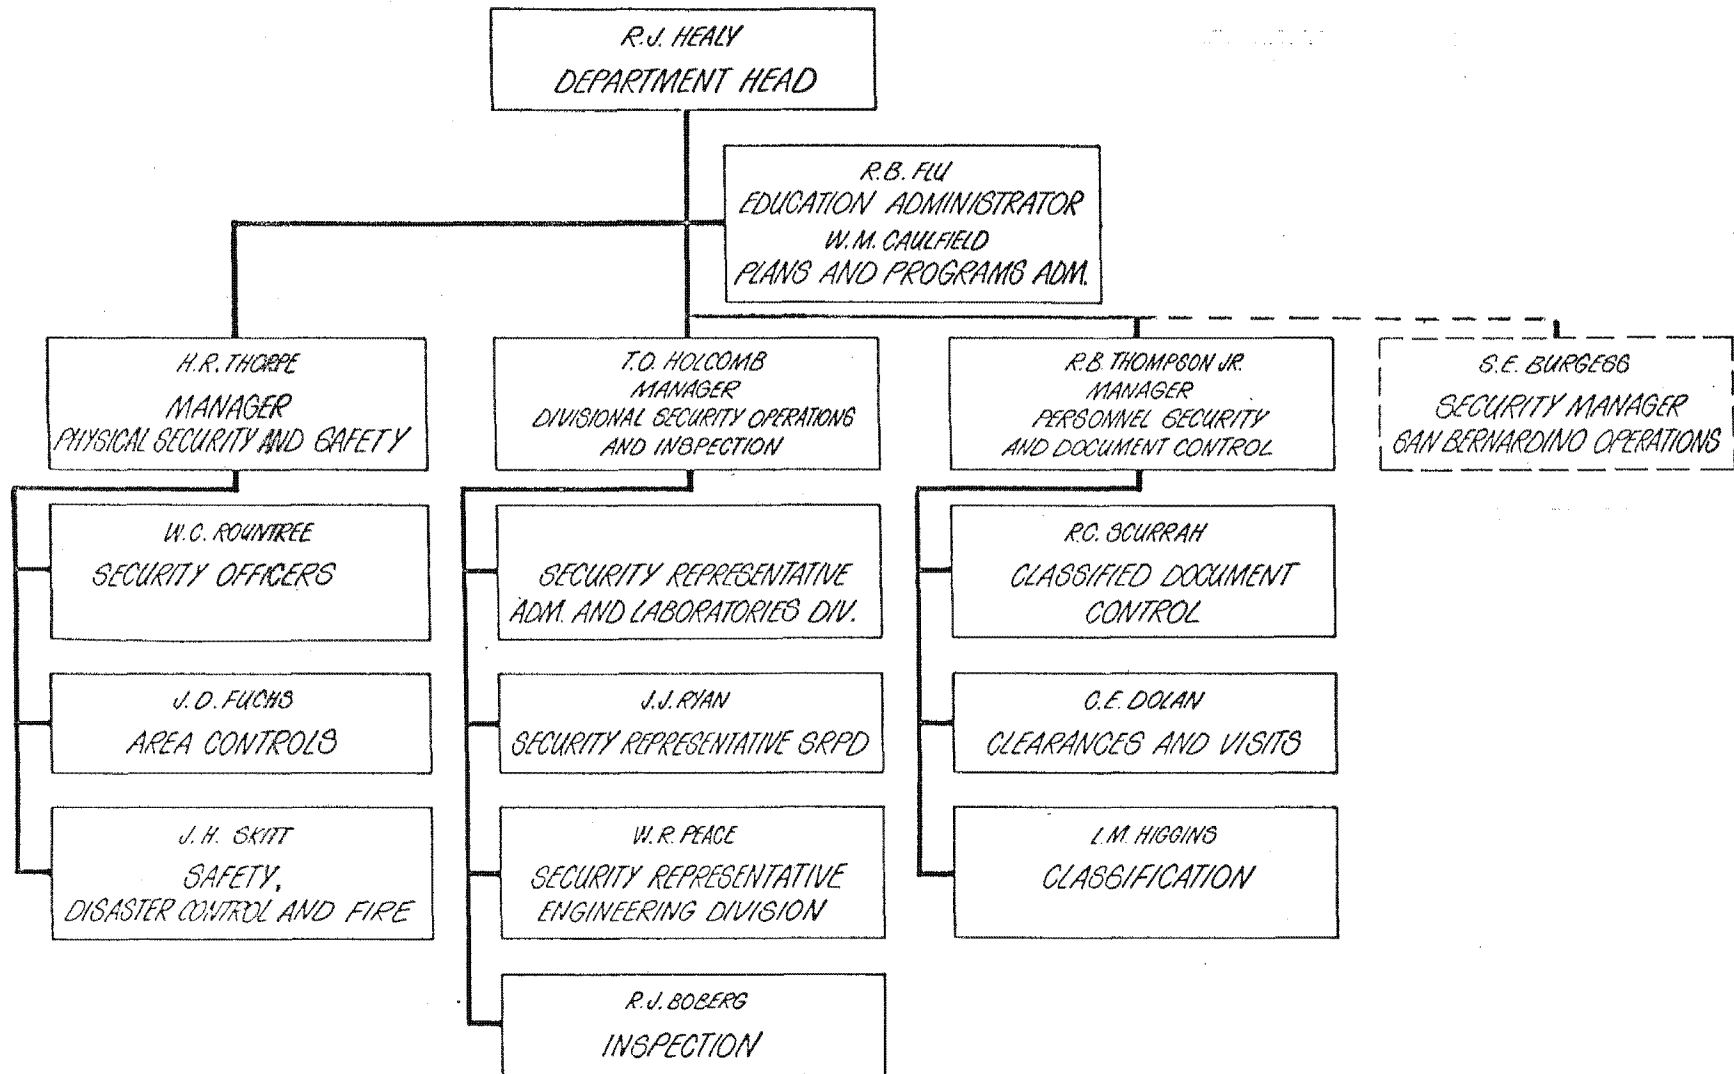 R.J. HEALY
DEPARTMENT HEAD
R.B. FLU
EDUCATION ADMINISTRATOR
W.M. CAULFIELD
PLANS AND PROGRAMS ADM.
H.R. THORPE
MANAGER
PHYSICAL SECURITY AND SAFETY
T.O. HOLCOMB
MANAGER
DIVISIONAL SECURITY OPERATIONS
AND INSPECTION
R.B. THOMPSON JR.
MANAGER
PERSONNEL SECURITY
AND DOCUMENT CONTROL
S.E. BURGESS
SECURITY MANAGER
SAN BERNARDINO OPERATIONS
W.C. ROUNTREE
SECURITY OFFICERS
J.D. FUCHS
AREA CONTROLS
J.H. SKITT
SAFETY,
DISASTER CONTROL AND FIRE
SECURITY REPRESENTATIVE
ADM. AND LABORATORIES DIV.
J.J. RYAN
SECURITY REPRESENTATIVE SRPD
W.R. PEACE
SECURITY REPRESENTATIVE
ENGINEERING DIVISION
R.J. BOBERG
INSPECTION
R.C. SCURRAH
CLASSIFIED DOCUMENT
CONTROL
C.E. DOLAN
CLEARANCES AND VISITS
L.M. HIGGINS
CLASSIFICATION